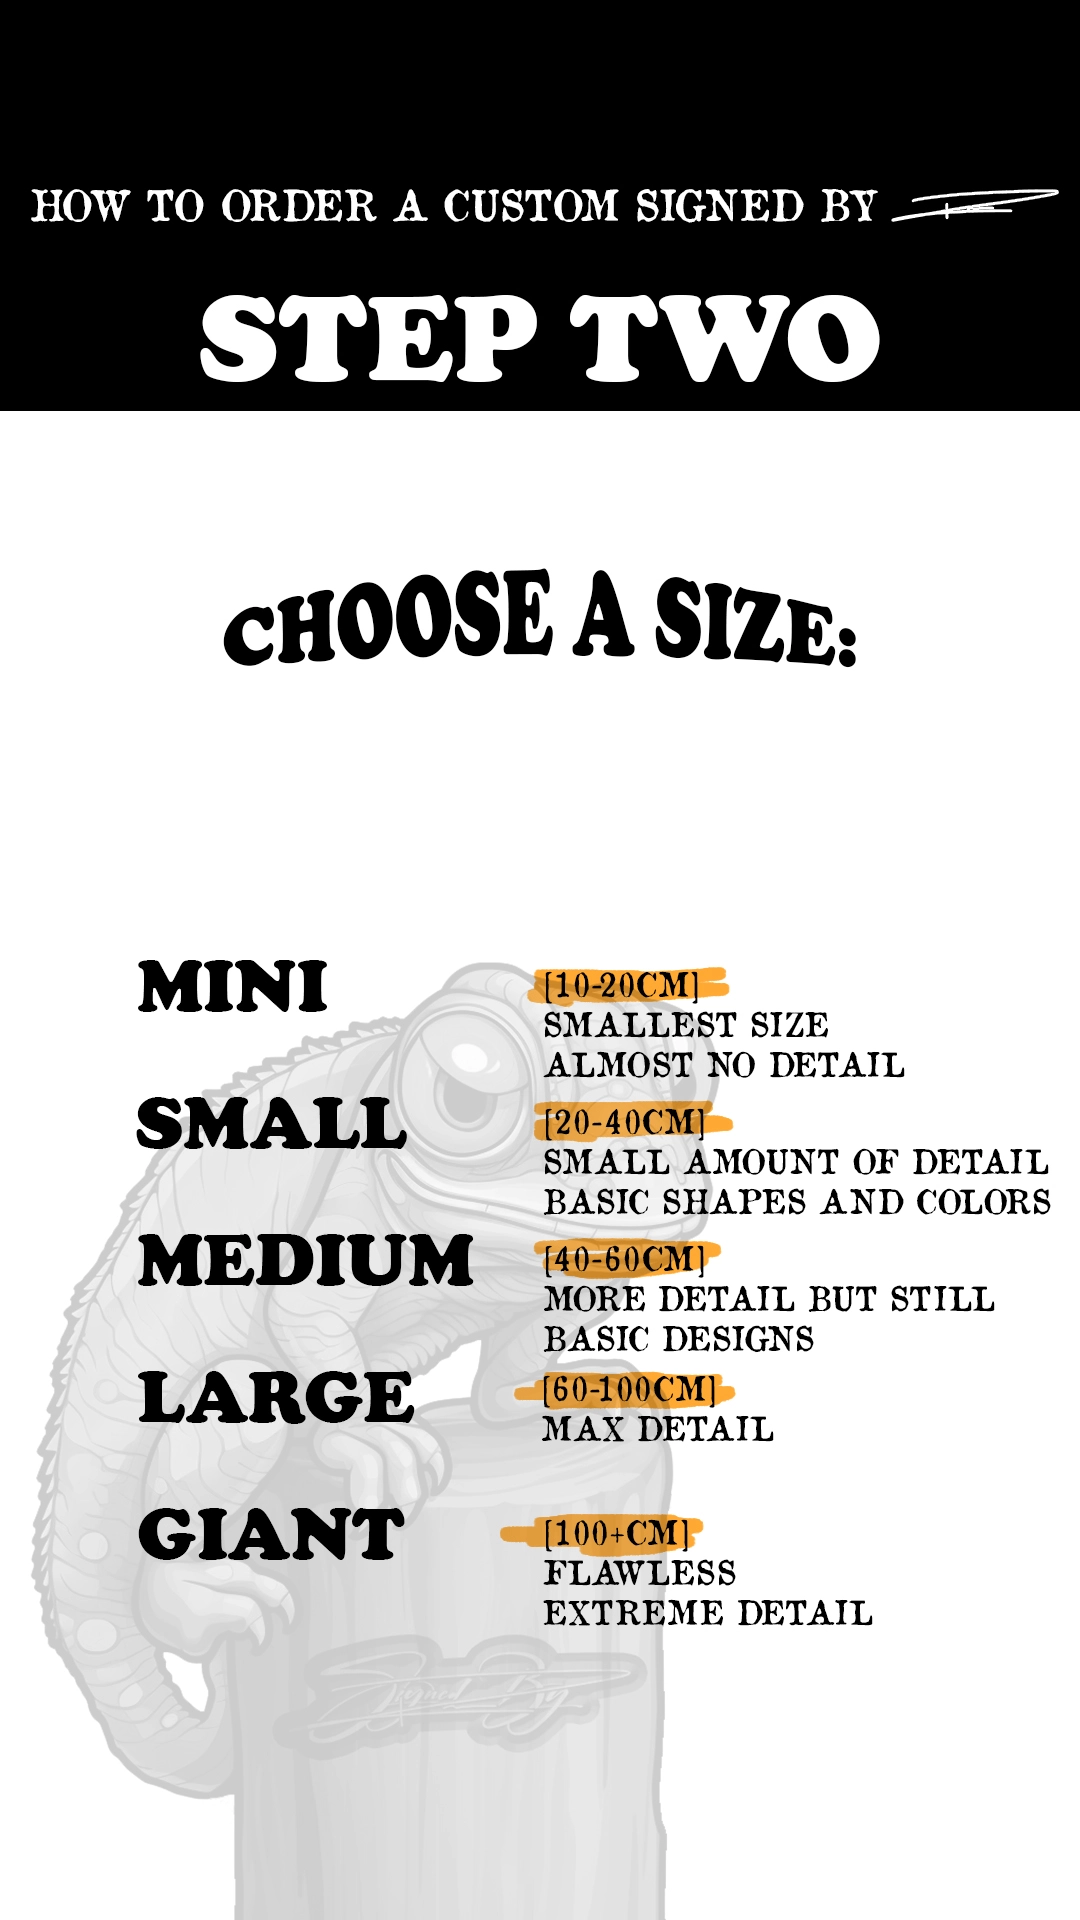 HOW TO ORDER A CUSTOM SIGNED BY
STEP TWO
CHOOSE A SIZE:
MINI
[10-20CM]
SMALLEST SIZE
ALMOST NO DETAIL
SMALL
[20-40CM]
SMALL AMOUNT OF DETAIL
BASIC SHAPES AND COLORS
MEDIUM
[40-60CM]
MORE DETAIL BUT STILL
BASIC DESIGNS
LARGE
[60-100CM]
MAX DETAIL
GIANT
[100+CM]
FLAWLESS
EXTREME DETAIL
Signed By